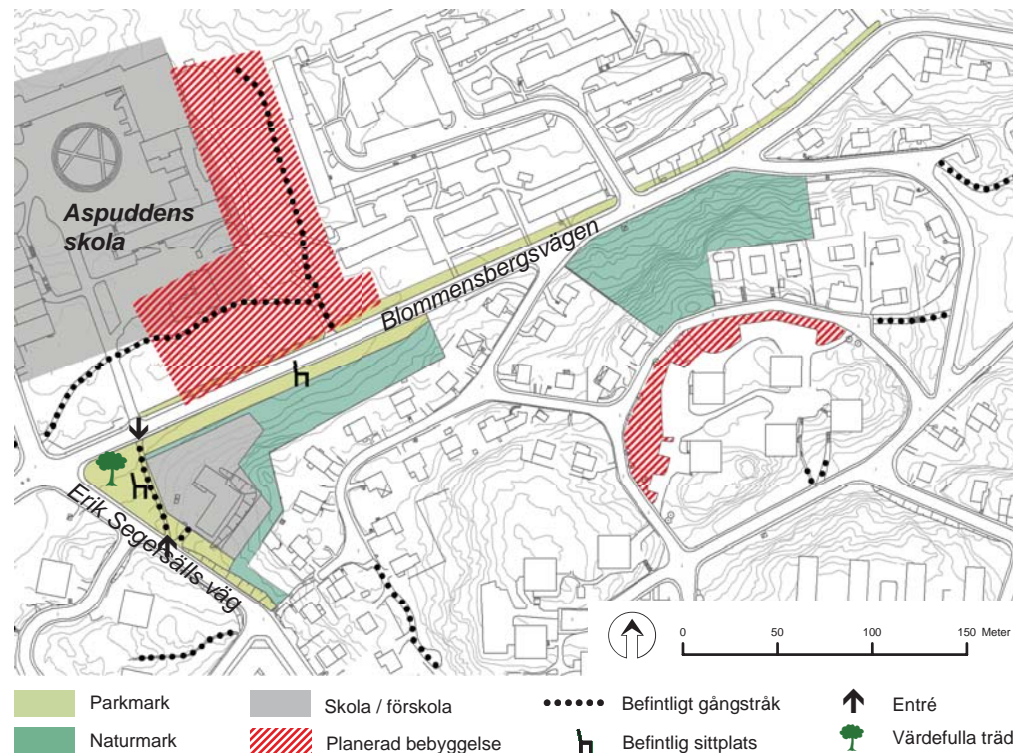 Aspuddens
skola
Blommensbergsvägen
Erik Segersälls väg
0 50 100 150 Meter
Parkmark
Skola / förskola
Befintligt gångstråk
Entré
Naturmark
Planerad bebyggelse
Befintlig sittplats
Värdefulla träd